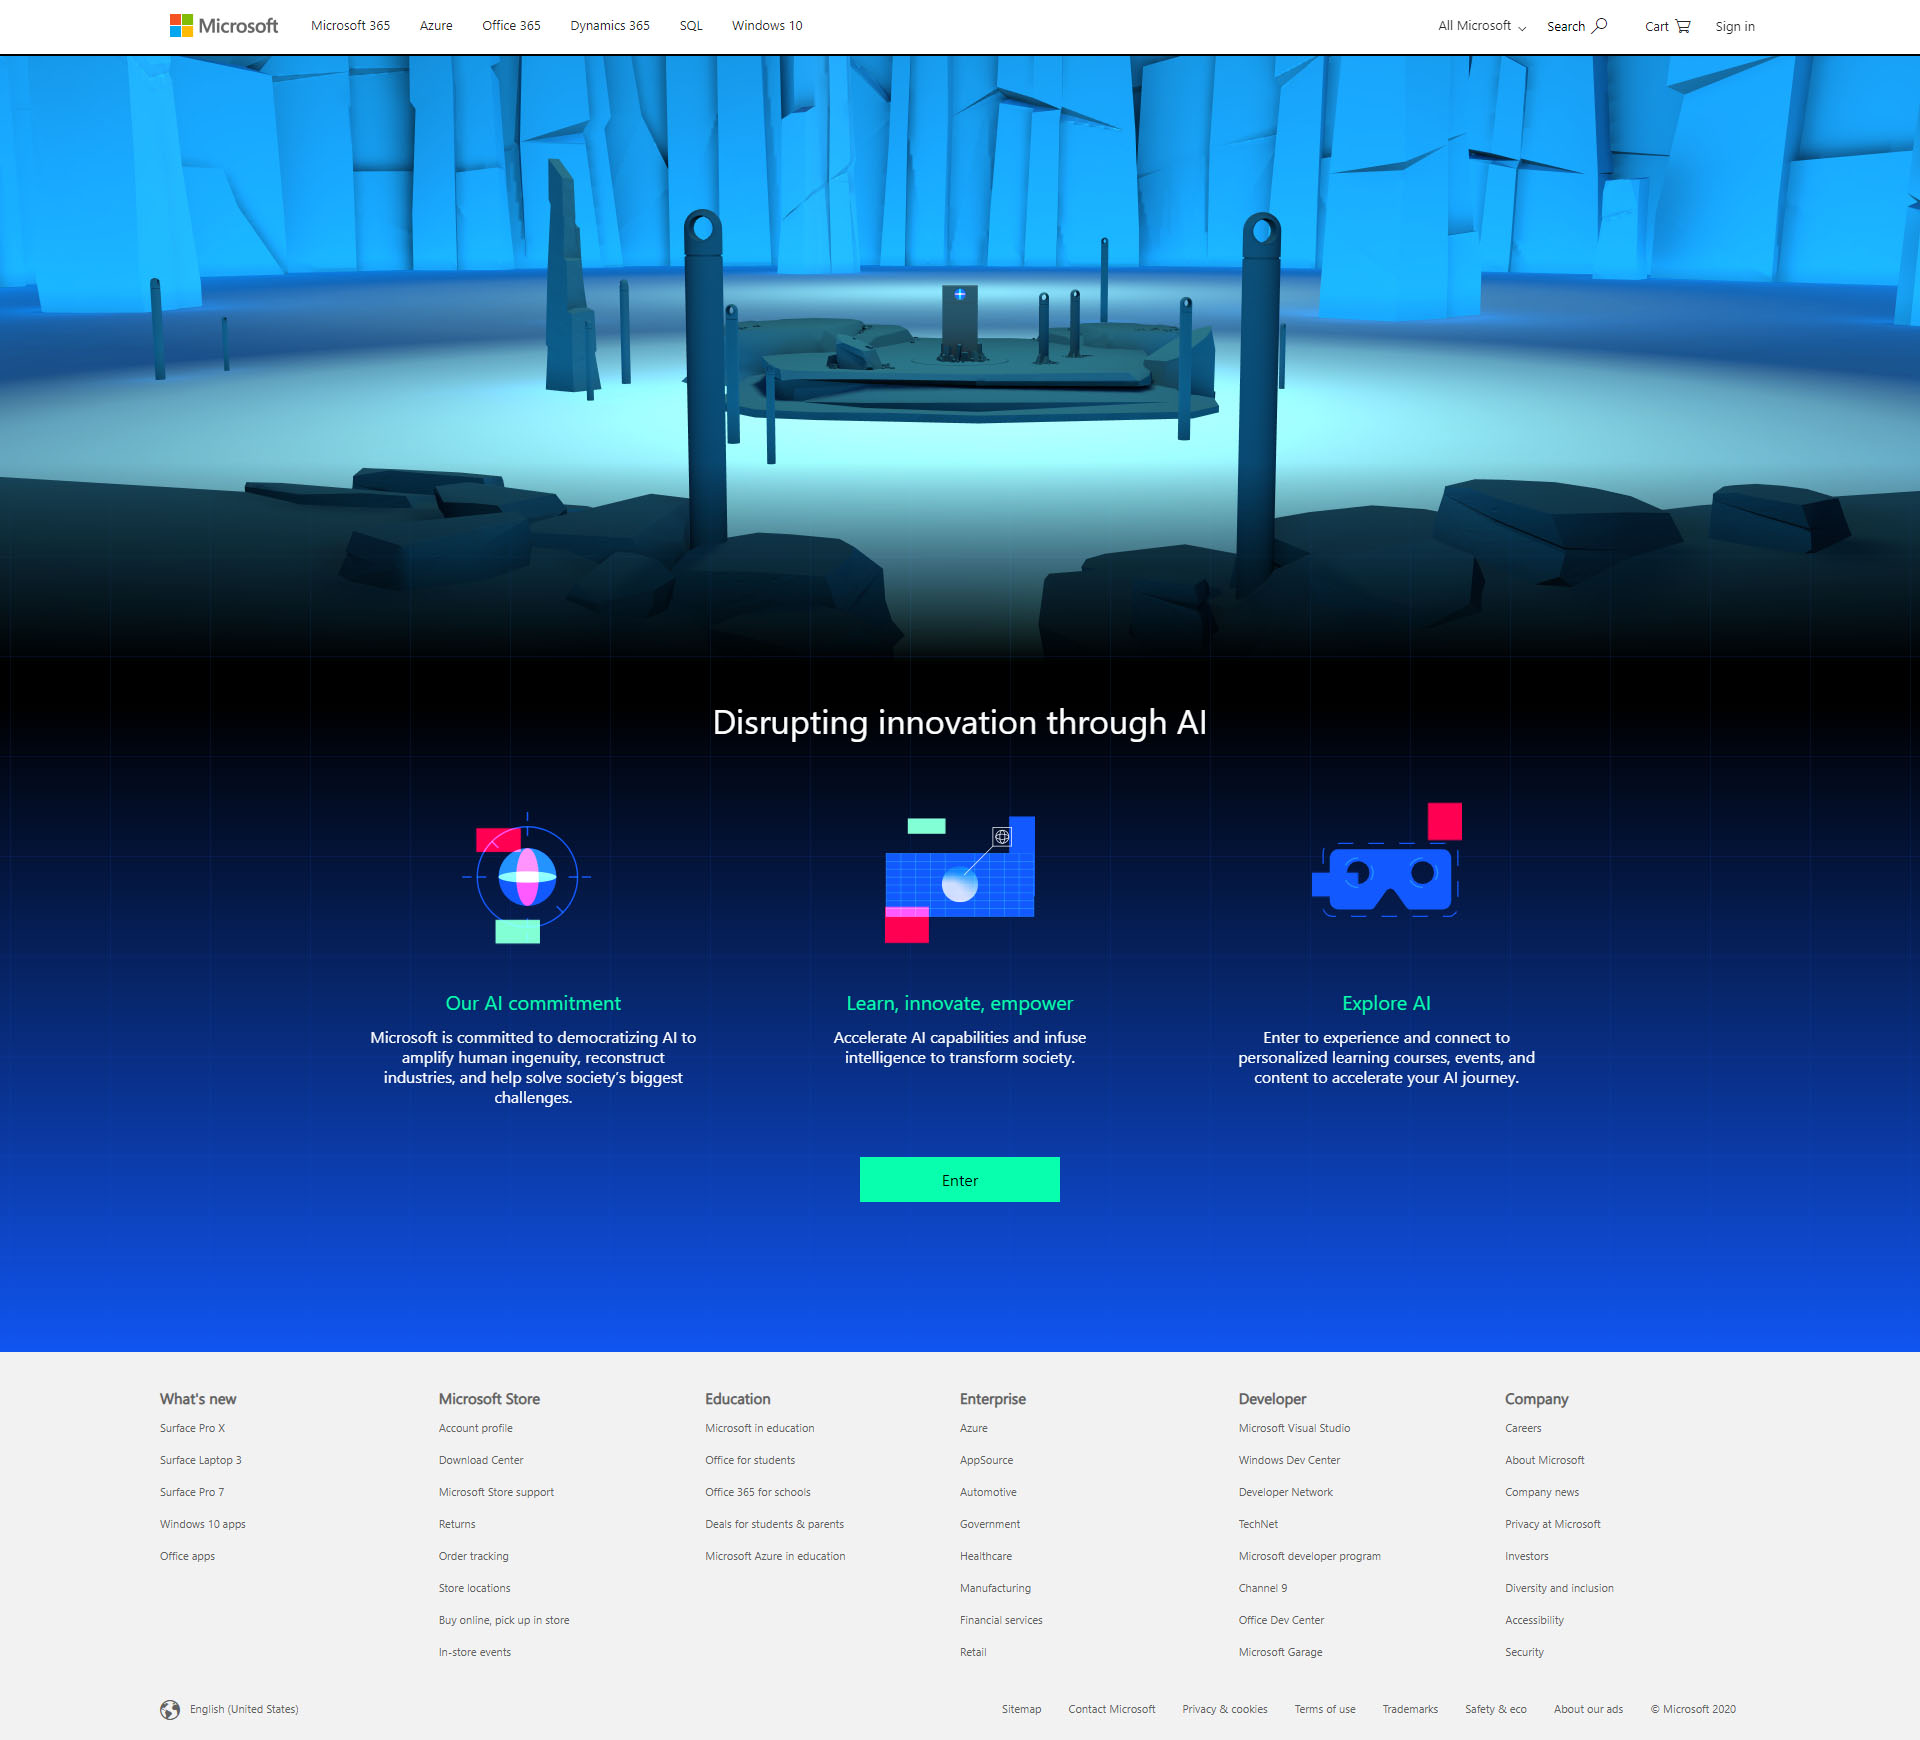 Microsoft Microsoft 365 Azure Office 365 Dynamics 365 SQL Windows 10 All Microsoft Search Cart Sign in
Disrupting innovation through AI
Our AI commitment
Microsoft is committed to democratizing AI to
amplify human ingenuity, reconstruct
industries, and help solve society’s biggest
challenges.
Learn, innovate, empower
Accelerate AI capabilities and infuse
intelligence to transform society.
Explore AI
Enter to experience and connect to
personalized learning courses, events, and
content to accelerate your AI journey.
Enter
What's new
Surface Pro X
Surface Laptop 3
Surface Pro 7
Windows 10 apps
Office apps
Microsoft Store
Account profile
Download Center
Microsoft Store support
Returns
Order tracking
Store locations
Buy online, pick up in store
In-store events
Education
Microsoft in education
Office for students
Office 365 for schools
Deals for students & parents
Microsoft Azure in education
Enterprise
Azure
AppSource
Automotive
Government
Healthcare
Manufacturing
Financial services
Retail
Developer
Microsoft Visual Studio
Windows Dev Center
Developer Network
TechNet
Microsoft developer program
Channel 9
Office Dev Center
Microsoft Garage
Company
Careers
About Microsoft
Company news
Privacy at Microsoft
Investors
Diversity and inclusion
Accessibility
Security
English (United States) Sitemap Contact Microsoft Privacy & cookies Terms of use Trademarks Safety & eco About our ads © Microsoft 2020